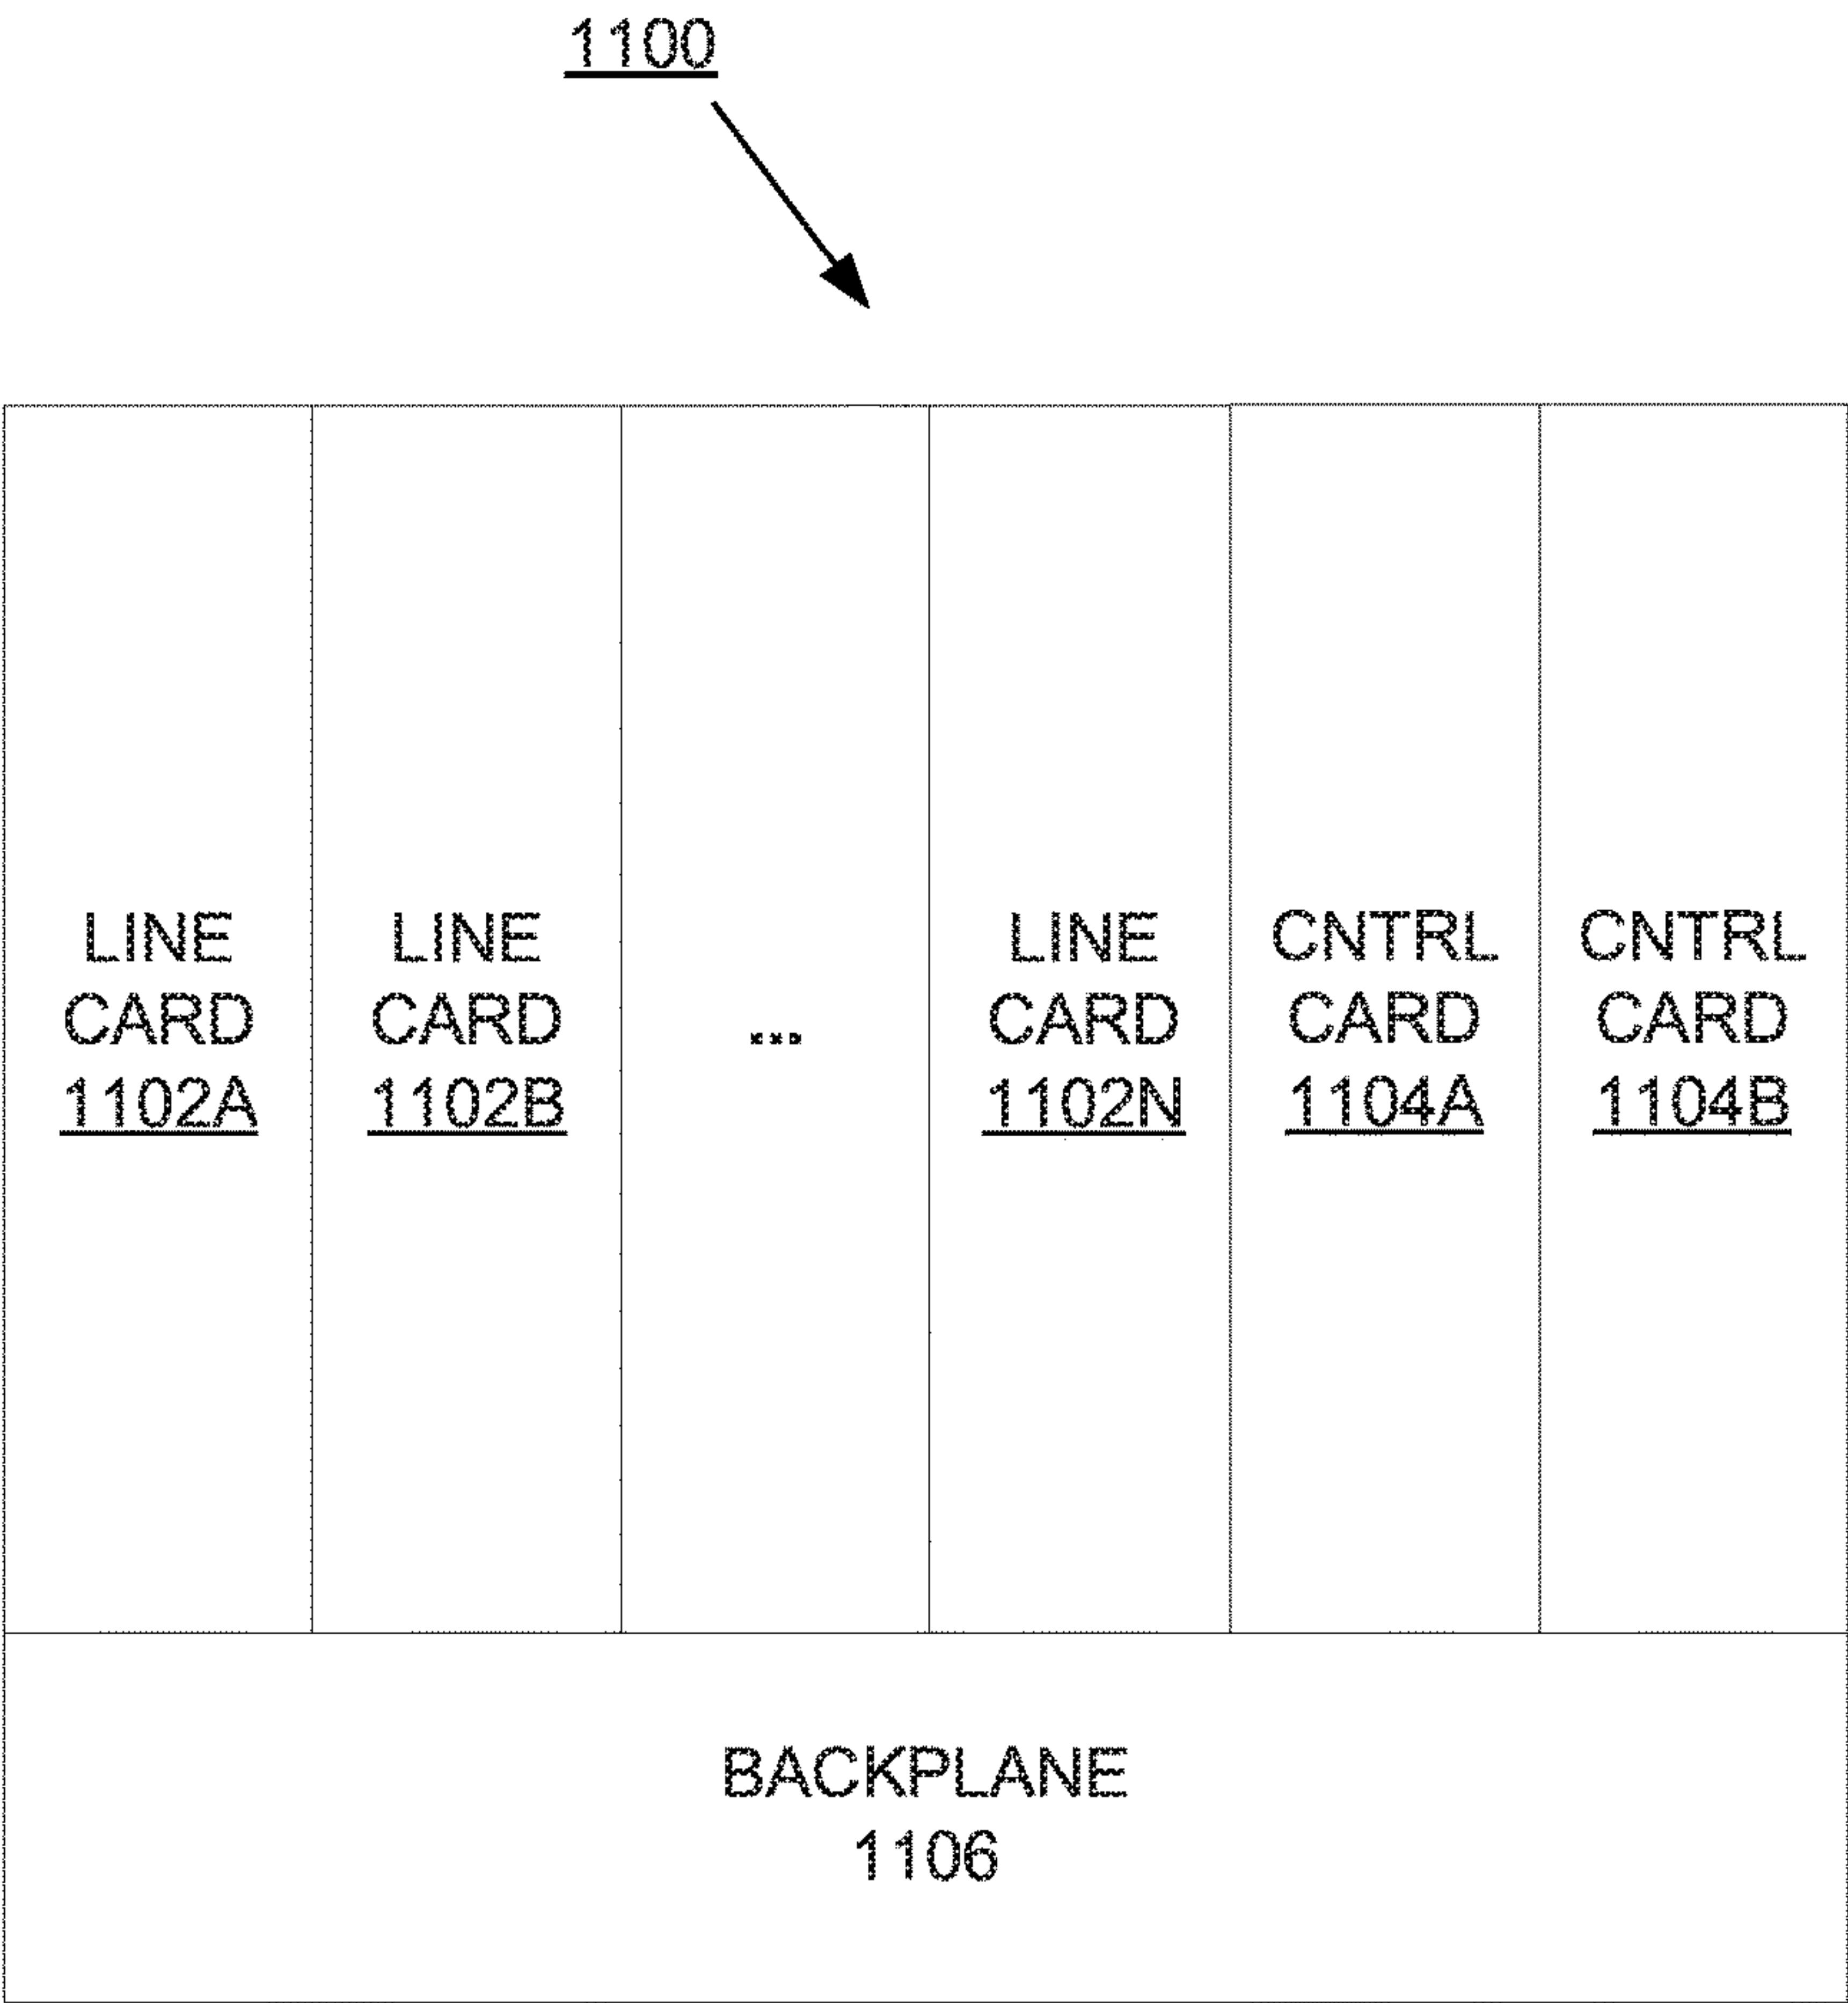 1100
LINE
CARD
1102A
LINE
CARD
1102B
...
LINE
CARD
1102N
CNTRL
CARD
1104A
CNTRL
CARD
1104B
BACKPLANE
1106